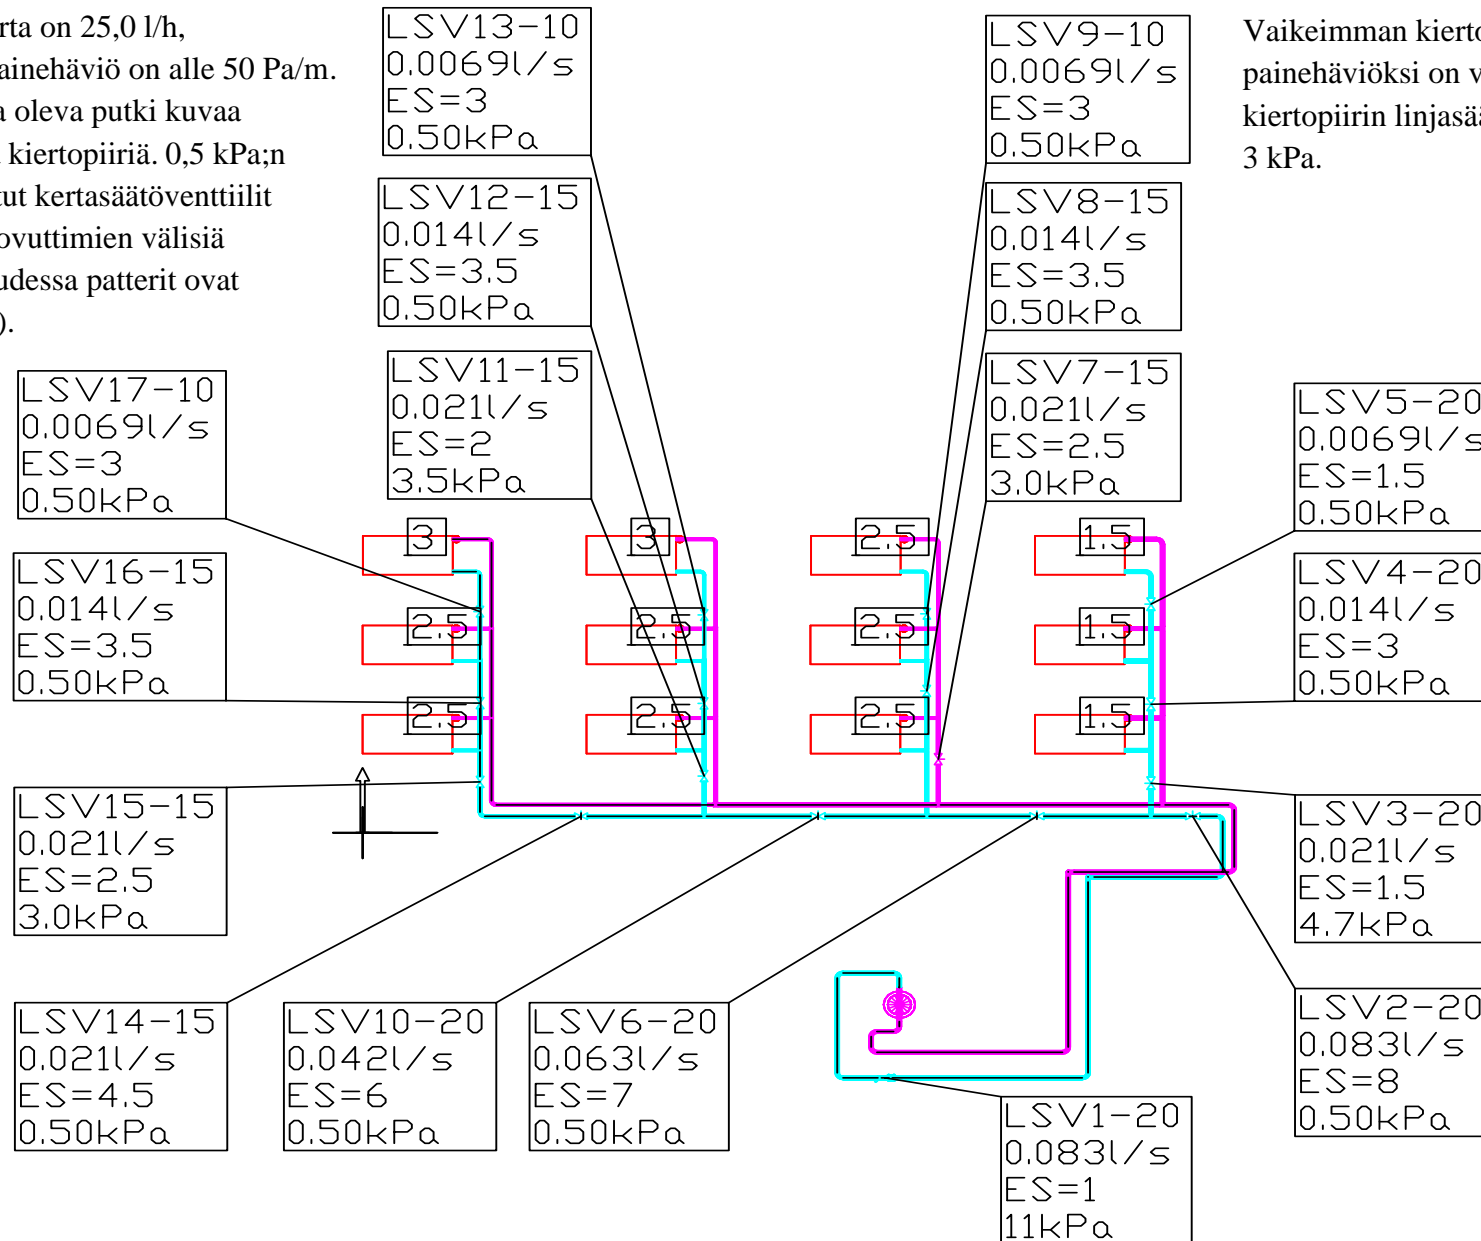 rta on 25,0 l/h,
ainehäviö on alle 50 Pa/m.
a oleva putki kuvaa
kiertopiiriä. 0,5 kPa;n
tut kertasäätöventtiilit
ovuttimien välisiä
udessa patterit ovat
).
LSV13-10
0.0069l/s
ES=3
0.50kPa
LSV9-10
0.0069l/s
ES=3
0.50kPa
Vaikeimman kierto
painehäviöksi on v
kiertopiirin linjasää
3 kPa.
LSV12-15
0.014l/s
ES=3.5
0.50kPa
LSV8-15
0.014l/s
ES=3.5
0.50kPa
LSV17-10
0.0069l/s
ES=3
0.50kPa
LSV11-15
0.021l/s
ES=2
3.5kPa
LSV7-15
0.021l/s
ES=2.5
3.0kPa
LSV5-20
0.0069l/s
ES=1.5
0.50kPa
3
3
2.5
1.5
LSV16-15
0.014l/s
ES=3.5
0.50kPa
LSV4-20
0.014l/s
ES=3
0.50kPa
2.5
2.5
2.5
1.5
2.5
2.5
2.5
1.5
LSV15-15
0.021l/s
ES=2.5
3.0kPa
LSV3-20
0.021l/s
ES=1.5
4.7kPa
LSV14-15
0.021l/s
ES=4.5
0.50kPa
LSV10-20
0.042l/s
ES=6
0.50kPa
LSV6-20
0.063l/s
ES=7
0.50kPa
LSV2-20
0.083l/s
ES=8
0.50kPa
LSV1-20
0.083l/s
ES=1
11kPa